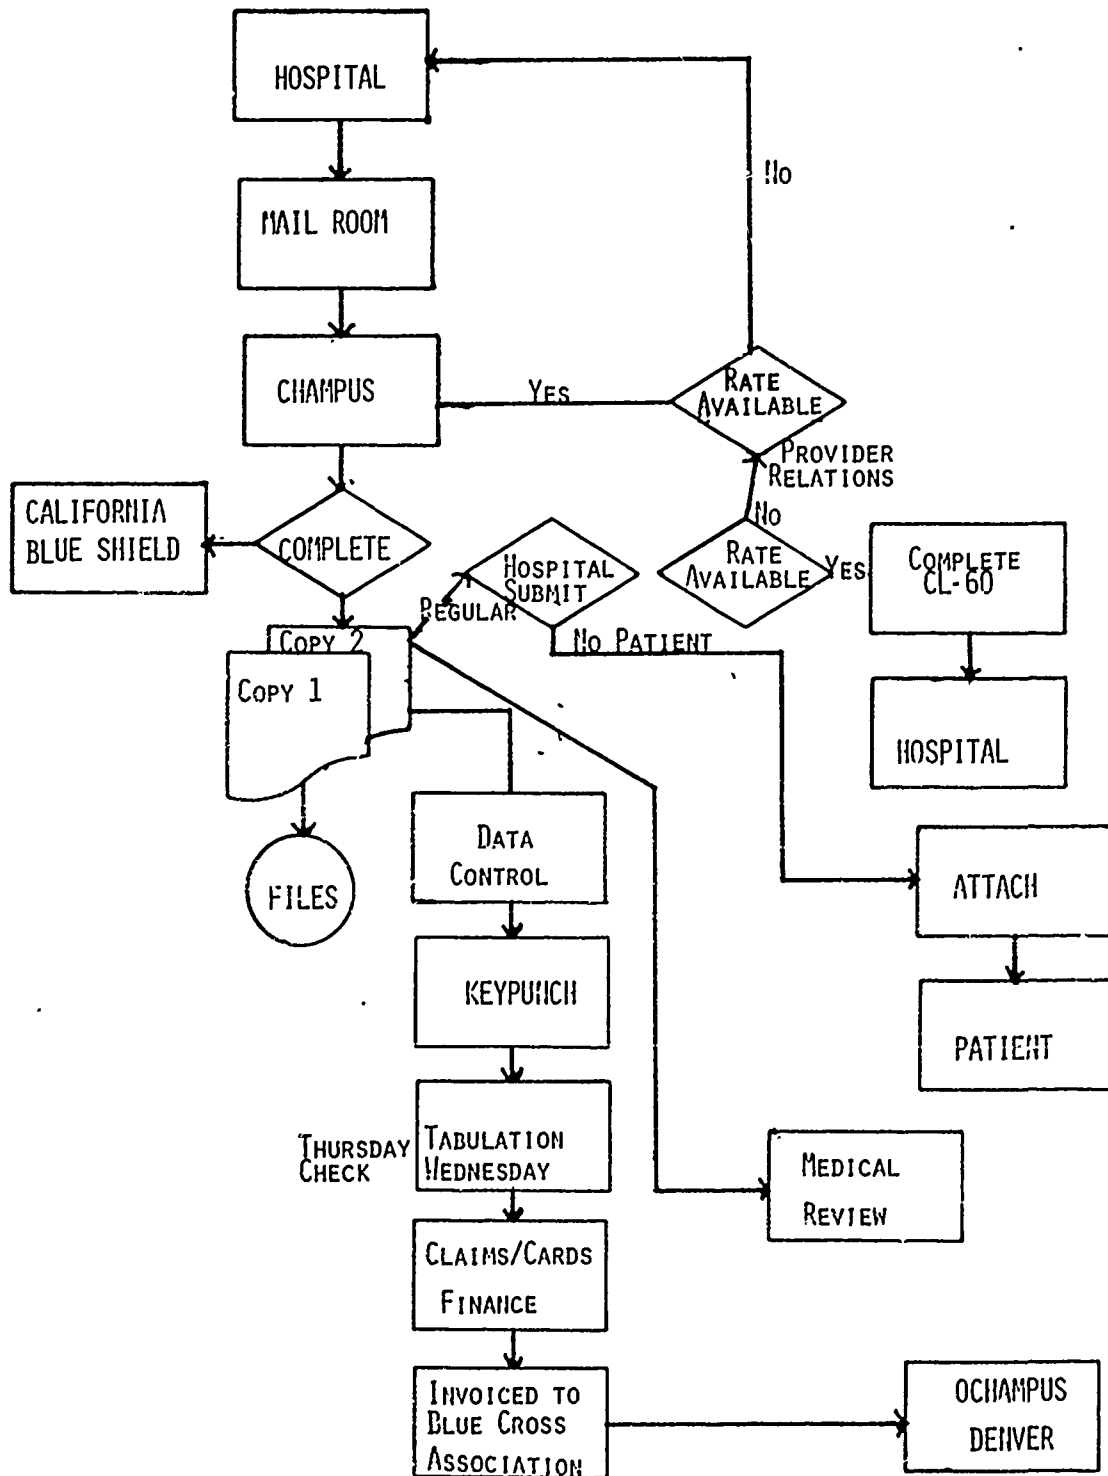 HOSPITAL
No
MAIL ROOM
CHAMPUS
YES
RATE
AVAILABLE
PROVIDER
RELATIONS
CALIFORNIA
BLUE SHIELD
COMPLETE
HOSPITAL
SUBMIT
REGULAR
No
RATE
AVAILABLE
YES
COMPLETE
CL-60
HOSPITAL
No PATIENT
COPY 2
COPY 1
FILES
DATA
CONTROL
ATTACH
KEYPUNCH
PATIENT
THURSDAY
CHECK
TABULATION
WEDNESDAY
MEDICAL
REVIEW
CLAIMS/CARDS
FINANCE
INVOICED TO
BLUE CROSS
ASSOCIATION
OCHAMPUS
DENVER